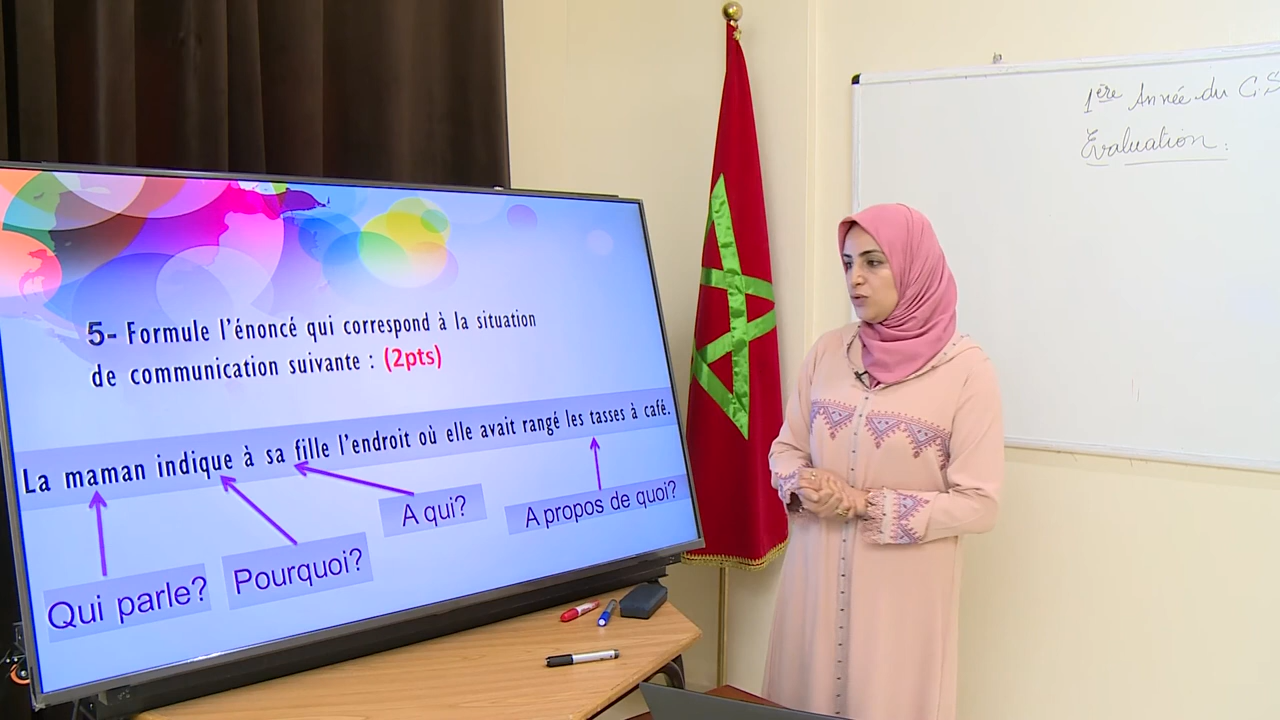 5- Formule l'énoncé qui correspond à la situation
de communication suivante : (2pts)
La maman indique à sa fille l'endroit où elle avait rangé les tasses à café.
A qui?
A propos de quoi?
Pourquoi?
Qui parle?
1ère Année du C.S
Evaluation :